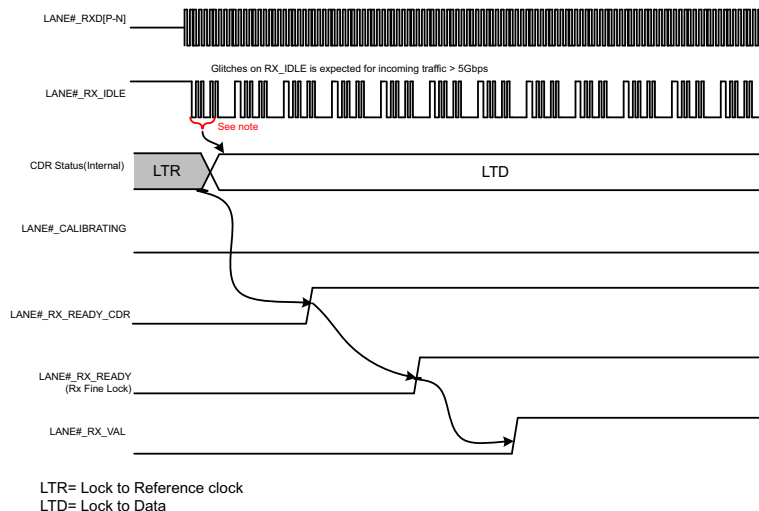 LANE#_RXD[P-N]
Glitches on RX_IDLE is expected for incoming traffic > 5Gbps
LANE#_RX_IDLE
See note
CDR Status(Internal)
LTR
LTD
LANE#_CALIBRATING
LANE#_RX_READY_CDR
LANE#_RX_READY
(Rx Fine Lock)
LANE#_RX_VAL
LTR= Lock to Reference clock
LTD= Lock to Data